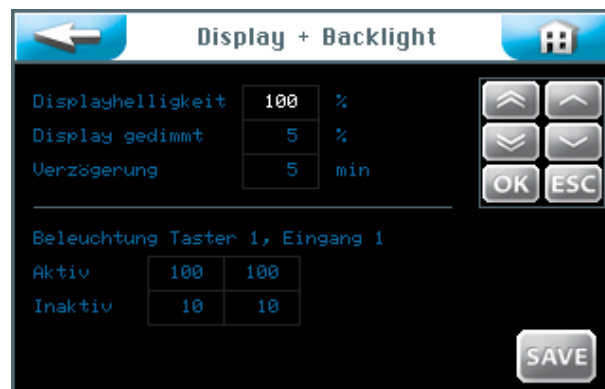 Display + Backlight
Displayhelligkeit 100 %
Display gedimmt 5 %
Verzögerung 5 min
OK ESC
Beleuchtung Taster 1, Eingang 1
Aktiv 100 100
Inaktiv 10 10
SAVE